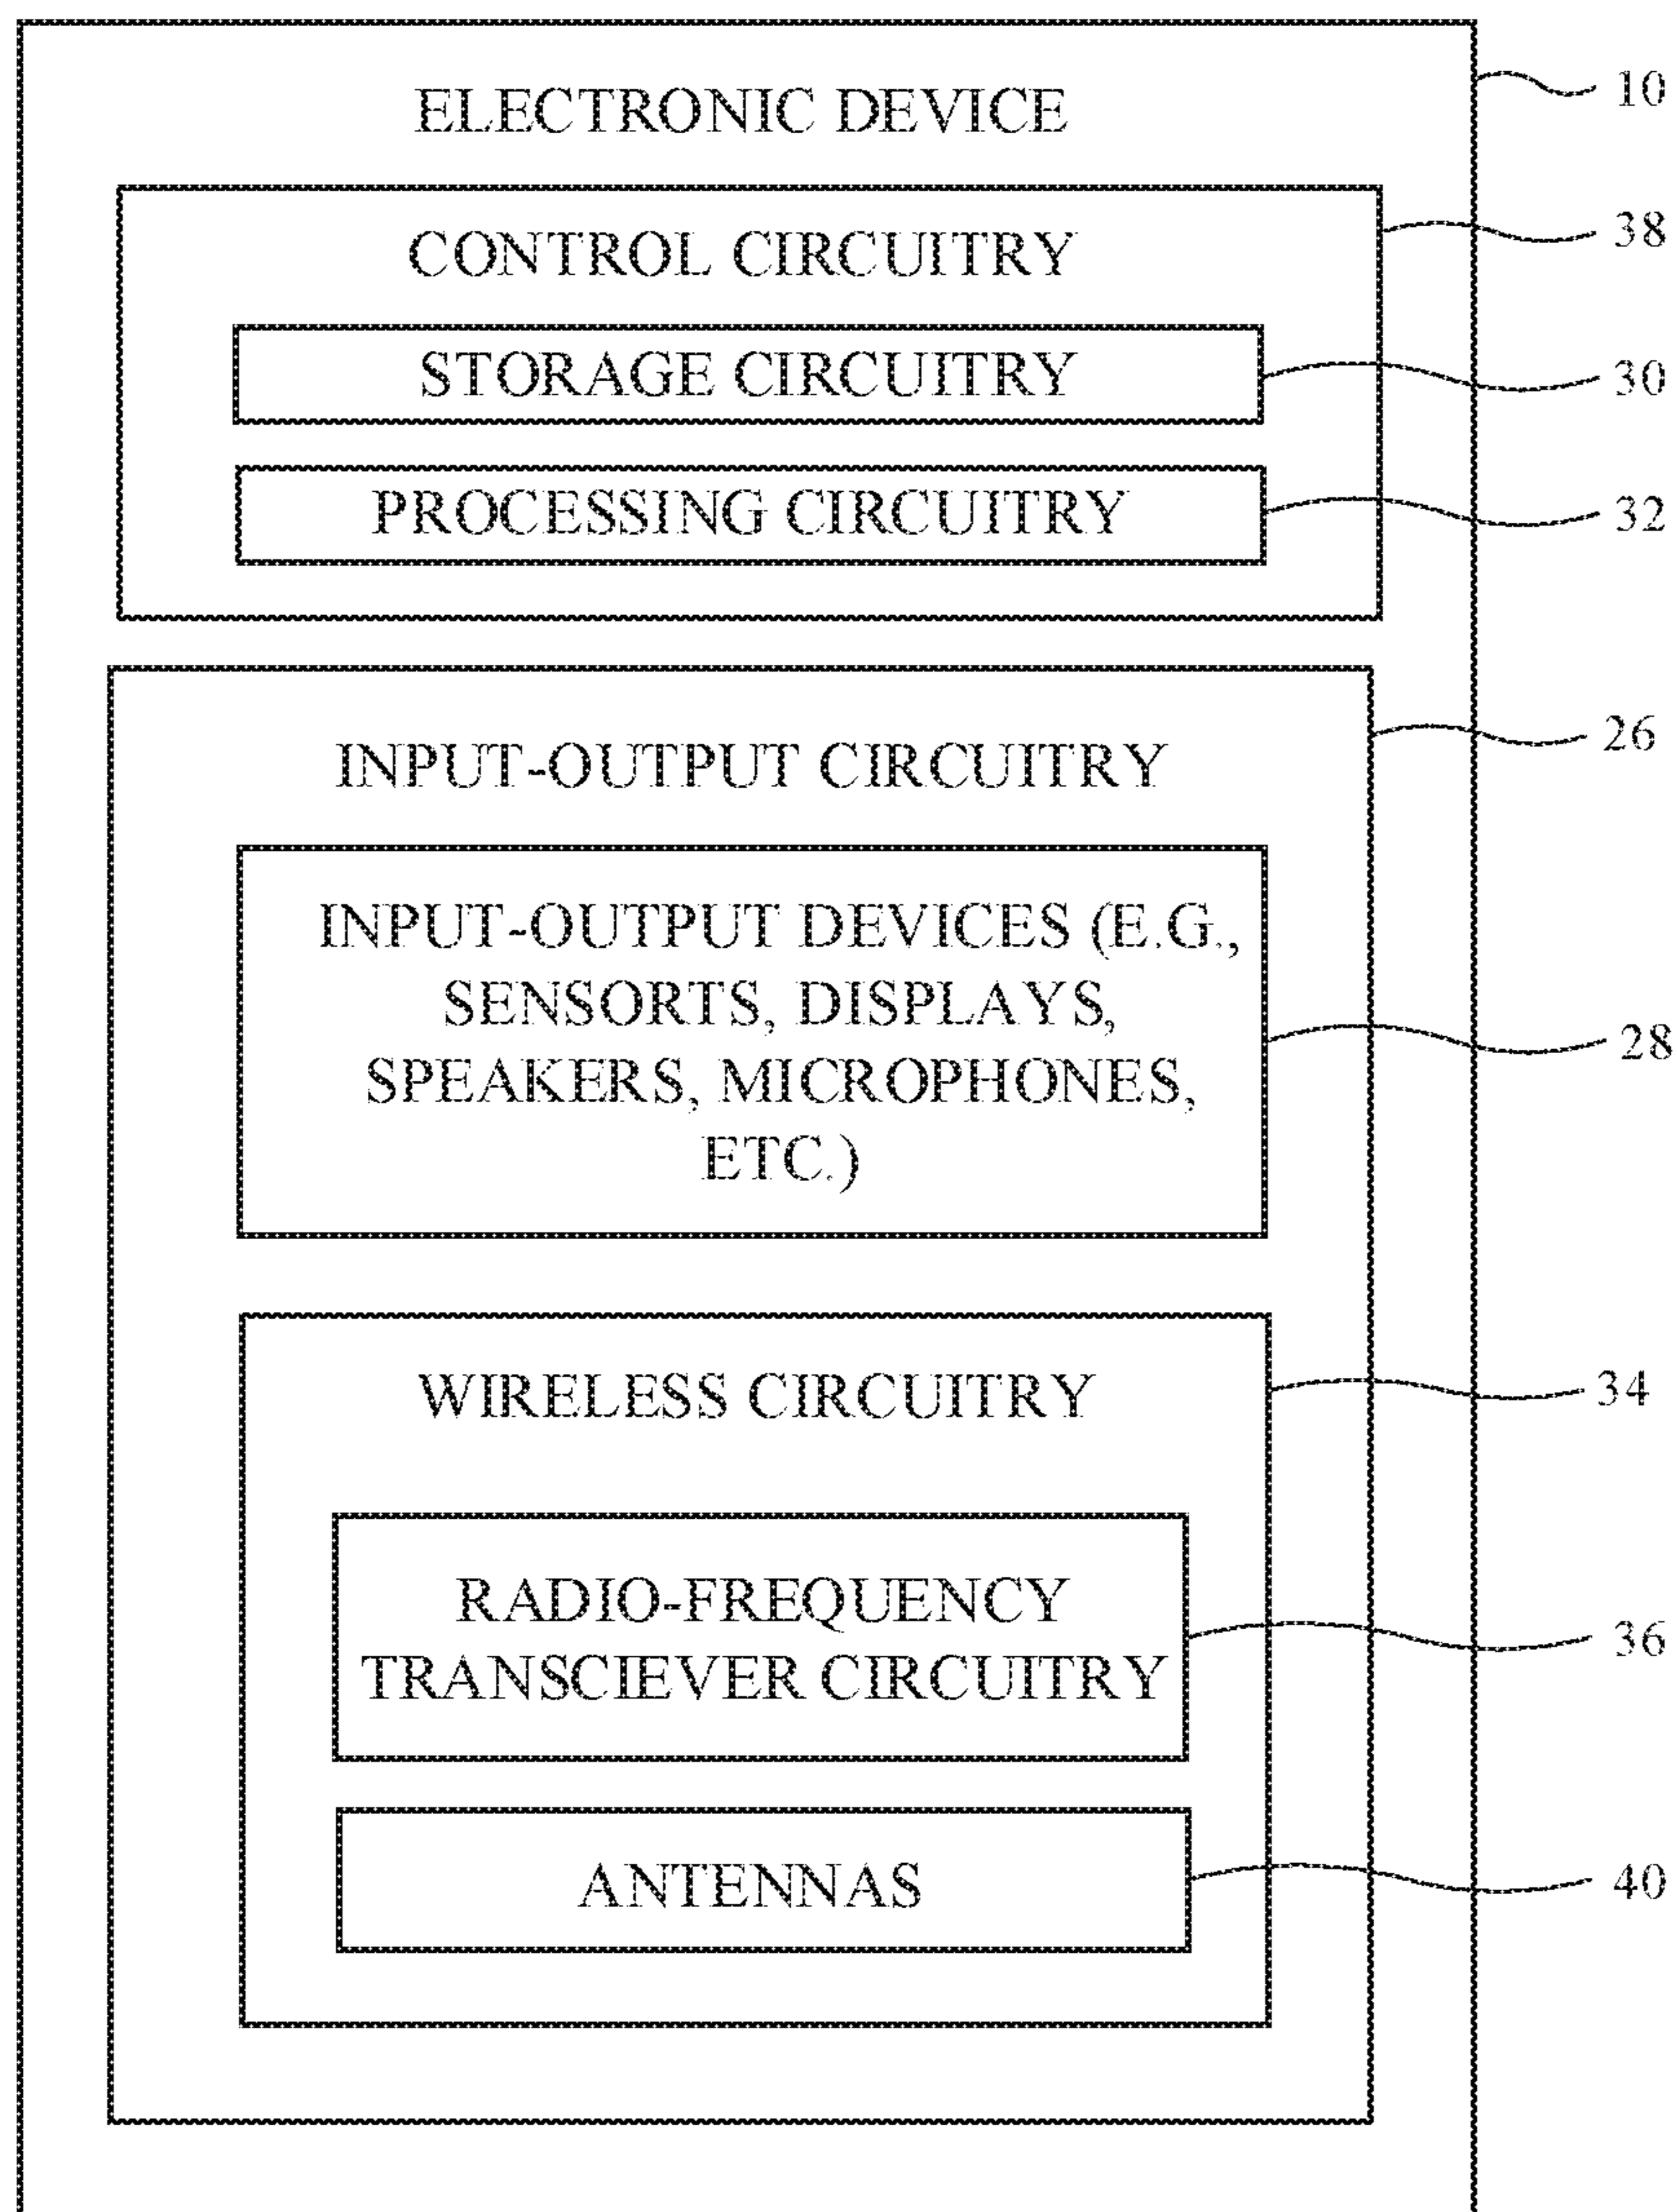 ELECTRONIC DEVICE
10
CONTROL CIRCUITRY
38
STORAGE CIRCUITRY
30
PROCESSING CIRCUITRY
32
INPUT-OUTPUT CIRCUITRY
26
INPUT-OUTPUT DEVICES (E.G.,
SENSORTS, DISPLAYS,
SPEAKERS, MICROPHONES,
ETC.)
28
WIRELESS CIRCUITRY
34
RADIO-FREQUENCY
TRANSCIEVER CIRCUITRY
36
ANTENNAS
40